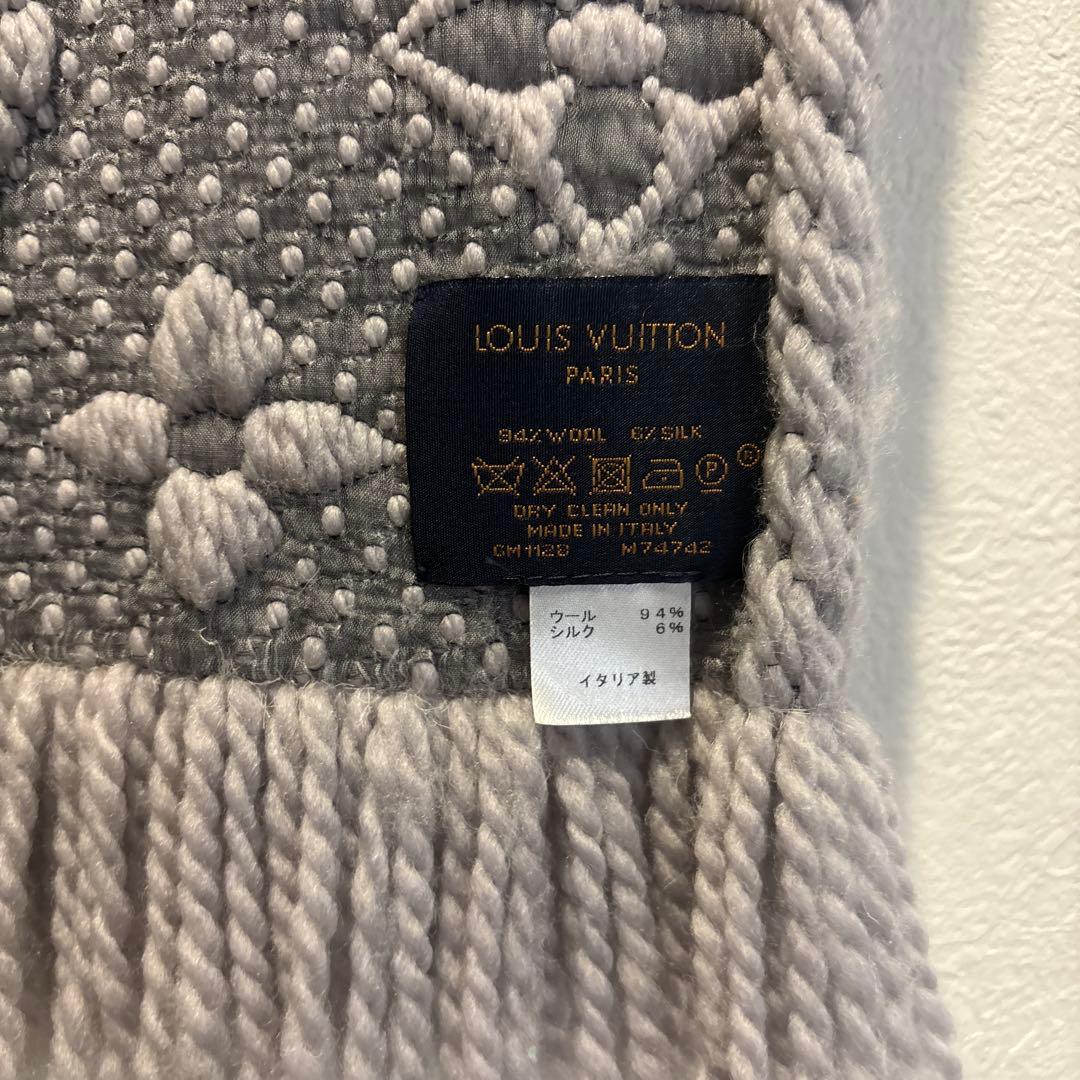 LOUIS VUITTON
PARIS
94% WOOL 6% SILK
P ®
DRY CLEAN ONLY
MADE IN ITALY
GM1120 M74742
ウール 94%
シルク 6%
イタリア製